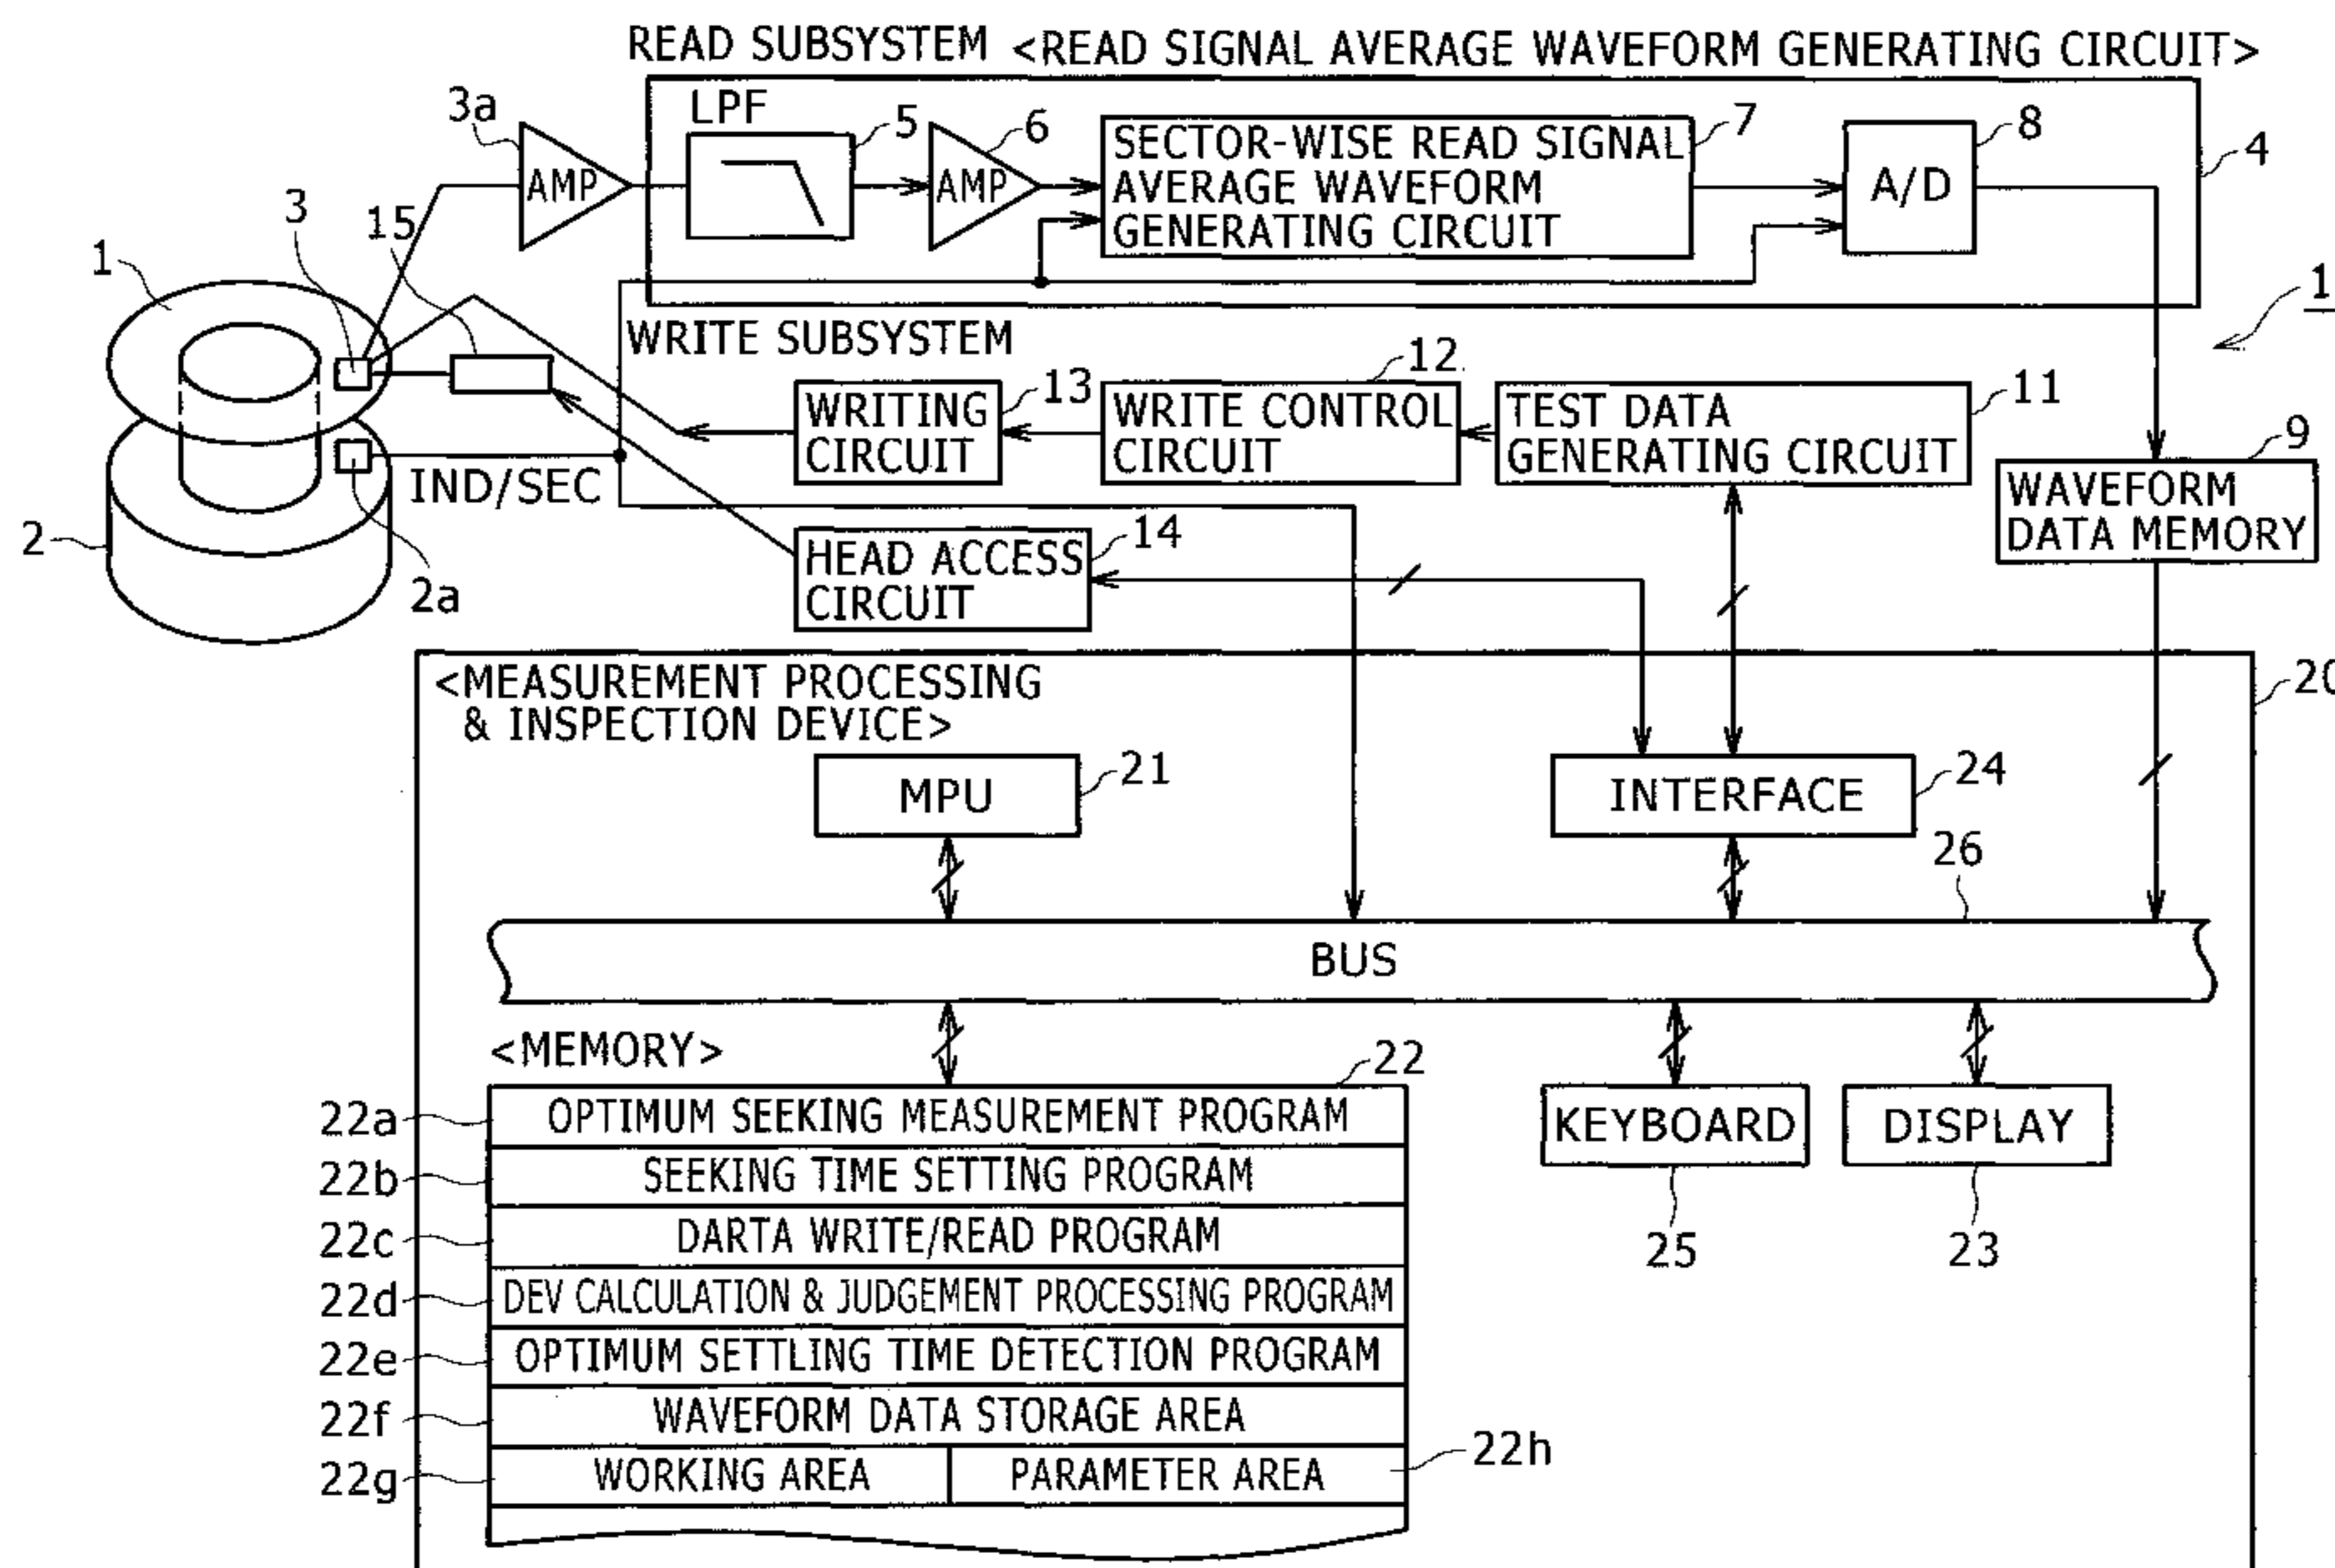 READ SUBSYSTEM <READ SIGNAL AVERAGE WAVEFORM GENERATING CIRCUIT>
3a
LPF
5
6
7
8
4
AMP
AMP
SECTOR-WISE READ SIGNAL
AVERAGE WAVEFORM
GENERATING CIRCUIT
A/D
3
15
1
1
WRITE SUBSYSTEM
12
13
11
9
WRITING
CIRCUIT
WRITE CONTROL
CIRCUIT
TEST DATA
GENERATING CIRCUIT
IND/SEC
WAVEFORM
DATA MEMORY
2
2a
14
HEAD ACCESS
CIRCUIT
<MEASUREMENT PROCESSING
& INSPECTION DEVICE>
20
MPU
21
INTERFACE
24
26
BUS
<MEMORY>
22
22a
OPTIMUM SEEKING MEASUREMENT PROGRAM
KEYBOARD
DISPLAY
22b
SEEKING TIME SETTING PROGRAM
22c
DARTA WRITE/READ PROGRAM
25
23
22d
DEV CALCULATION & JUDGEMENT PROCESSING PROGRAM
22e
OPTIMUM SETTLING TIME DETECTION PROGRAM
22f
WAVEFORM DATA STORAGE AREA
22g
WORKING AREA
PARAMETER AREA
22h